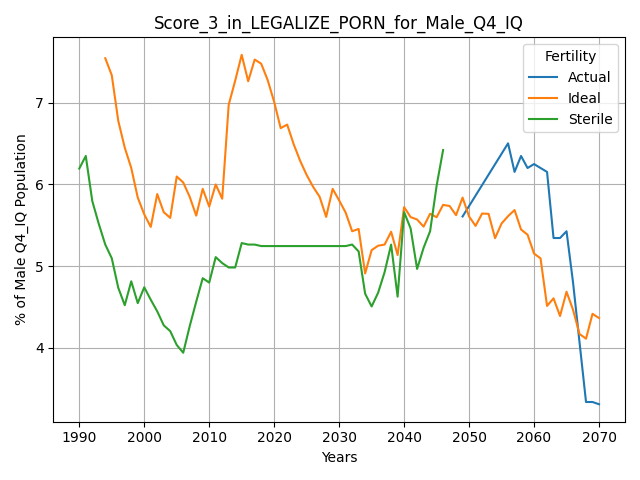 Score_3_in_LEGALIZE_PORN_for_Male_Q4_IQ
Fertility
Actual
Ideal
Sterile
% of Male Q4_IQ Population
7
6
5
4
1990 2000 2010 2020 2030 2040 2050 2060 2070
Years